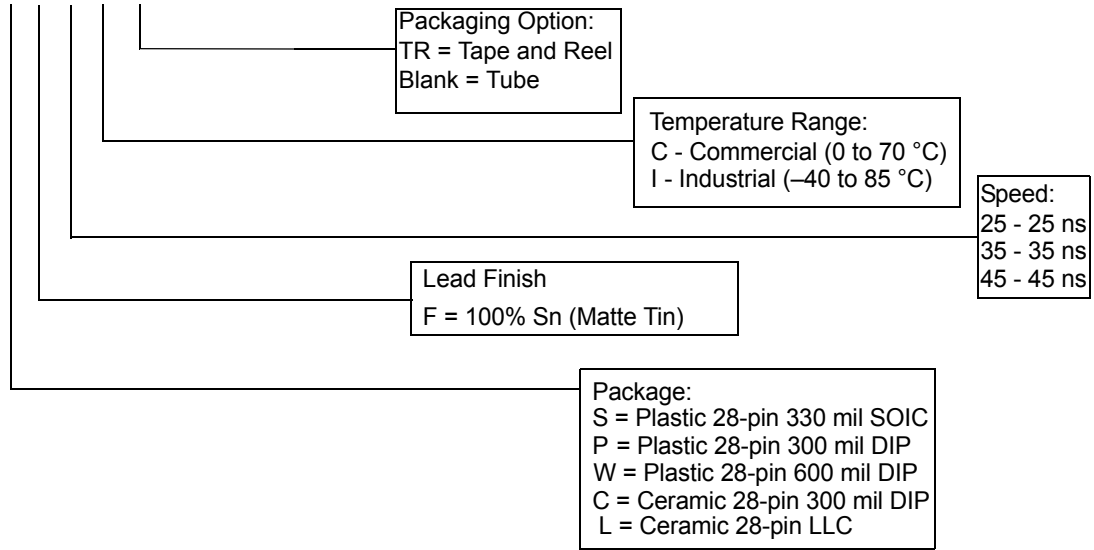 Packaging Option:
TR = Tape and Reel
Blank = Tube
Temperature Range:
C - Commercial (0 to 70 °C)
I - Industrial (–40 to 85 °C)
Speed:
25 - 25 ns
35 - 35 ns
45 - 45 ns
Lead Finish
F = 100% Sn (Matte Tin)
Package:
S = Plastic 28-pin 330 mil SOIC
P = Plastic 28-pin 300 mil DIP
W = Plastic 28-pin 600 mil DIP
C = Ceramic 28-pin 300 mil DIP
L = Ceramic 28-pin LLC